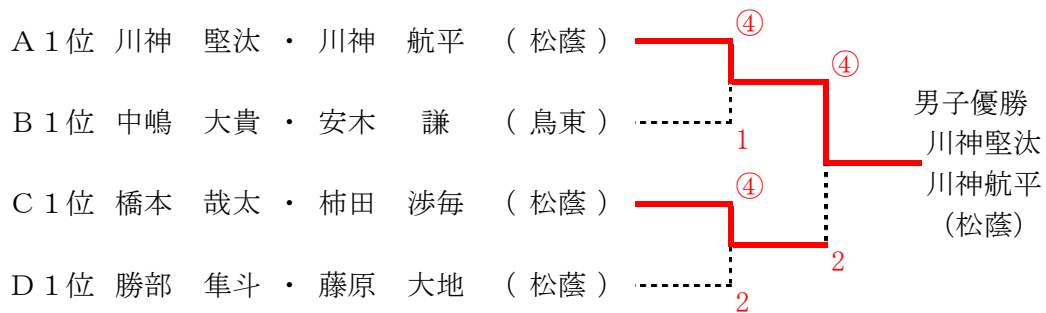 A1位 川神 堅汰 ・ 川神 航平 (松蔭)
④
④
B1位 中嶋 大貴 ・ 安木 謙 (鳥東)
1
男子優勝
川神堅汰
川神航平
(松蔭)
C1位 橋本 哉太 ・ 柿田 渉毎 (松蔭)
④
2
D1位 勝部 隼斗 ・ 藤原 大地 (松蔭)
2